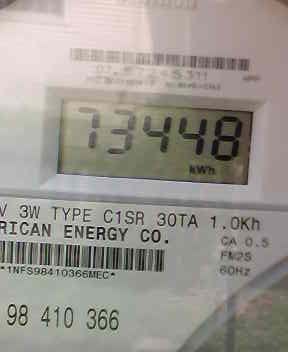 73448
kWh
V 3W TYPE C1SR 30TA 1.0Kh
RICAN ENERGY CO.
CA 0.5
FM2S
60Hz
*1NFS98410366MEC*
98 410 366